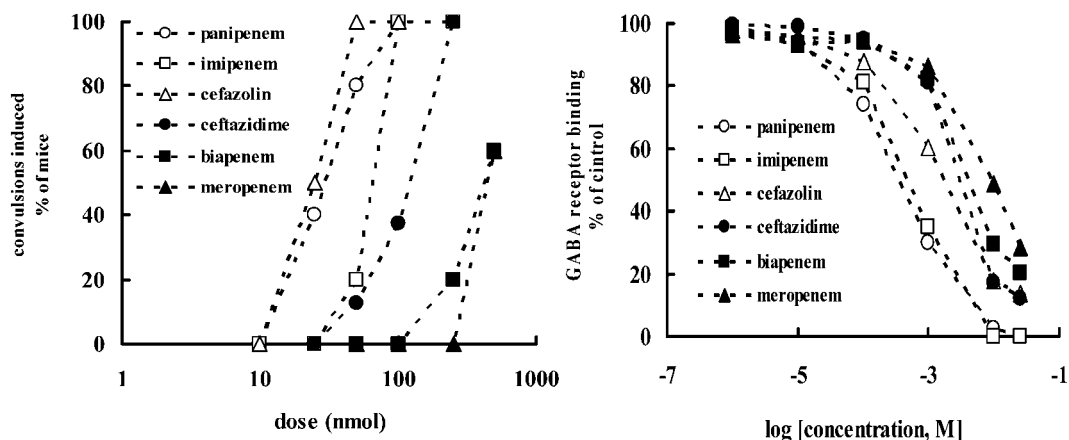 convulsions induced
% of mice
100
80
60
40
20
0
panipenem
imipenem
cefazolin
ceftazidime
biapenem
meropenem
1
10
100
1000
dose (nmol)
GABA receptor binding
% of cintrol
100
80
60
40
20
0
panipenem
imipenem
cefazolin
ceftazidime
biapenem
meropenem
-7
-5
-3
-1
log [concentration, M]